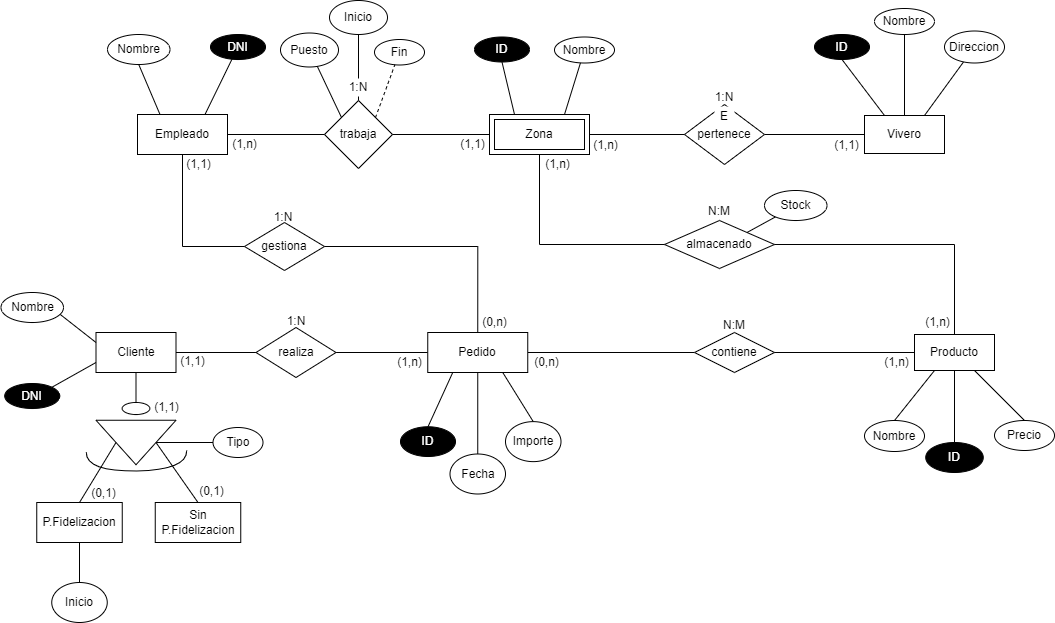 Inicio
Nombre
DNI
Puesto
Fin
ID
Nombre
ID
Nombre
Direccion
1:N
1:N
^
E
Empleado
trabaja
Zona
pertenece
Vivero
(1,n)
(1,1)
(1,n)
(1,1)
(1,1)
(1,n)
1:N
gestiona
N:M
Stock
almacenado
Nombre
1:N
(0,n)
N:M
(1,n)
Cliente
(1,1)
realiza
(1,n)
Pedido
(0,n)
contiene
(1,n)
Producto
DNI
(1,1)
Tipo
ID
Importe
Fecha
Nombre
ID
Precio
(0,1)
(0,1)
P.Fidelizacion
Sin
P.Fidelizacion
Inicio